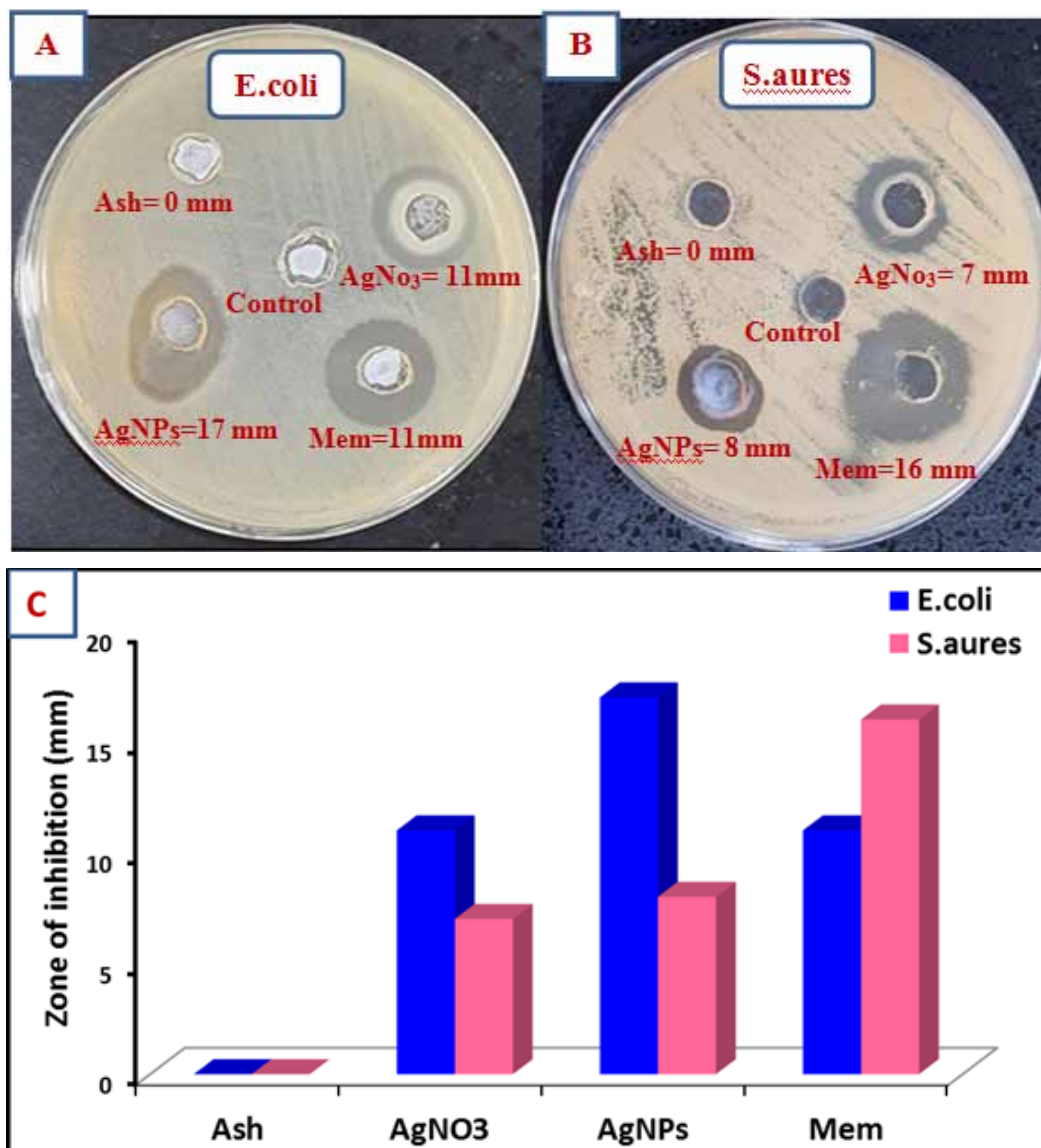 A
E.coli
Ash= 0 mm
AgNo₃= 11mm
Control
AgNPs=17 mm
Mem=11mm
B
S.aures
Ash= 0 mm
AgNo₃= 7 mm
Control
AgNPs= 8 mm
Mem=16 mm
C
E.coli
S.aures
Zone of inhibition (mm)
20
15
10
5
0
Ash AgNO3 AgNPs Mem